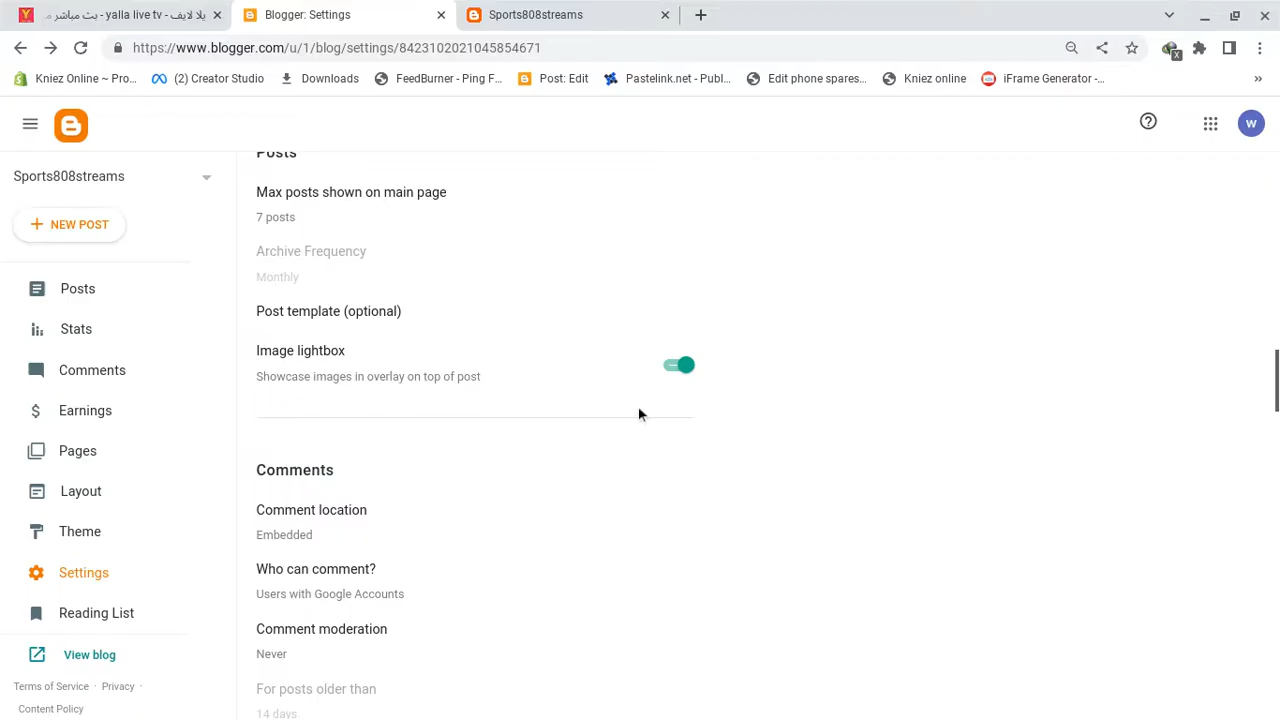 يلا لايف - yalla live tv - بث مباشر م
Blogger: Settings
Sports808streams
https://www.blogger.com/u/1/blog/settings/8423102021045854671
Kniez Online ~ Pro...
(2) Creator Studio
Downloads
FeedBurner - Ping F...
Post: Edit
Pastelink.net - Publ...
Edit phone spares...
Kniez online
iFrame Generator -...
»
X
W
Sports808streams
+ NEW POST
Posts
Stats
Comments
Earnings
Pages
Layout
Theme
Settings
Reading List
View blog
Terms of Service · Privacy ·
Content Policy
Posts
Max posts shown on main page
7 posts
Archive Frequency
Monthly
Post template (optional)
Image lightbox
Showcase images in overlay on top of post
Comments
Comment location
Embedded
Who can comment?
Users with Google Accounts
Comment moderation
Never
For posts older than
14 days